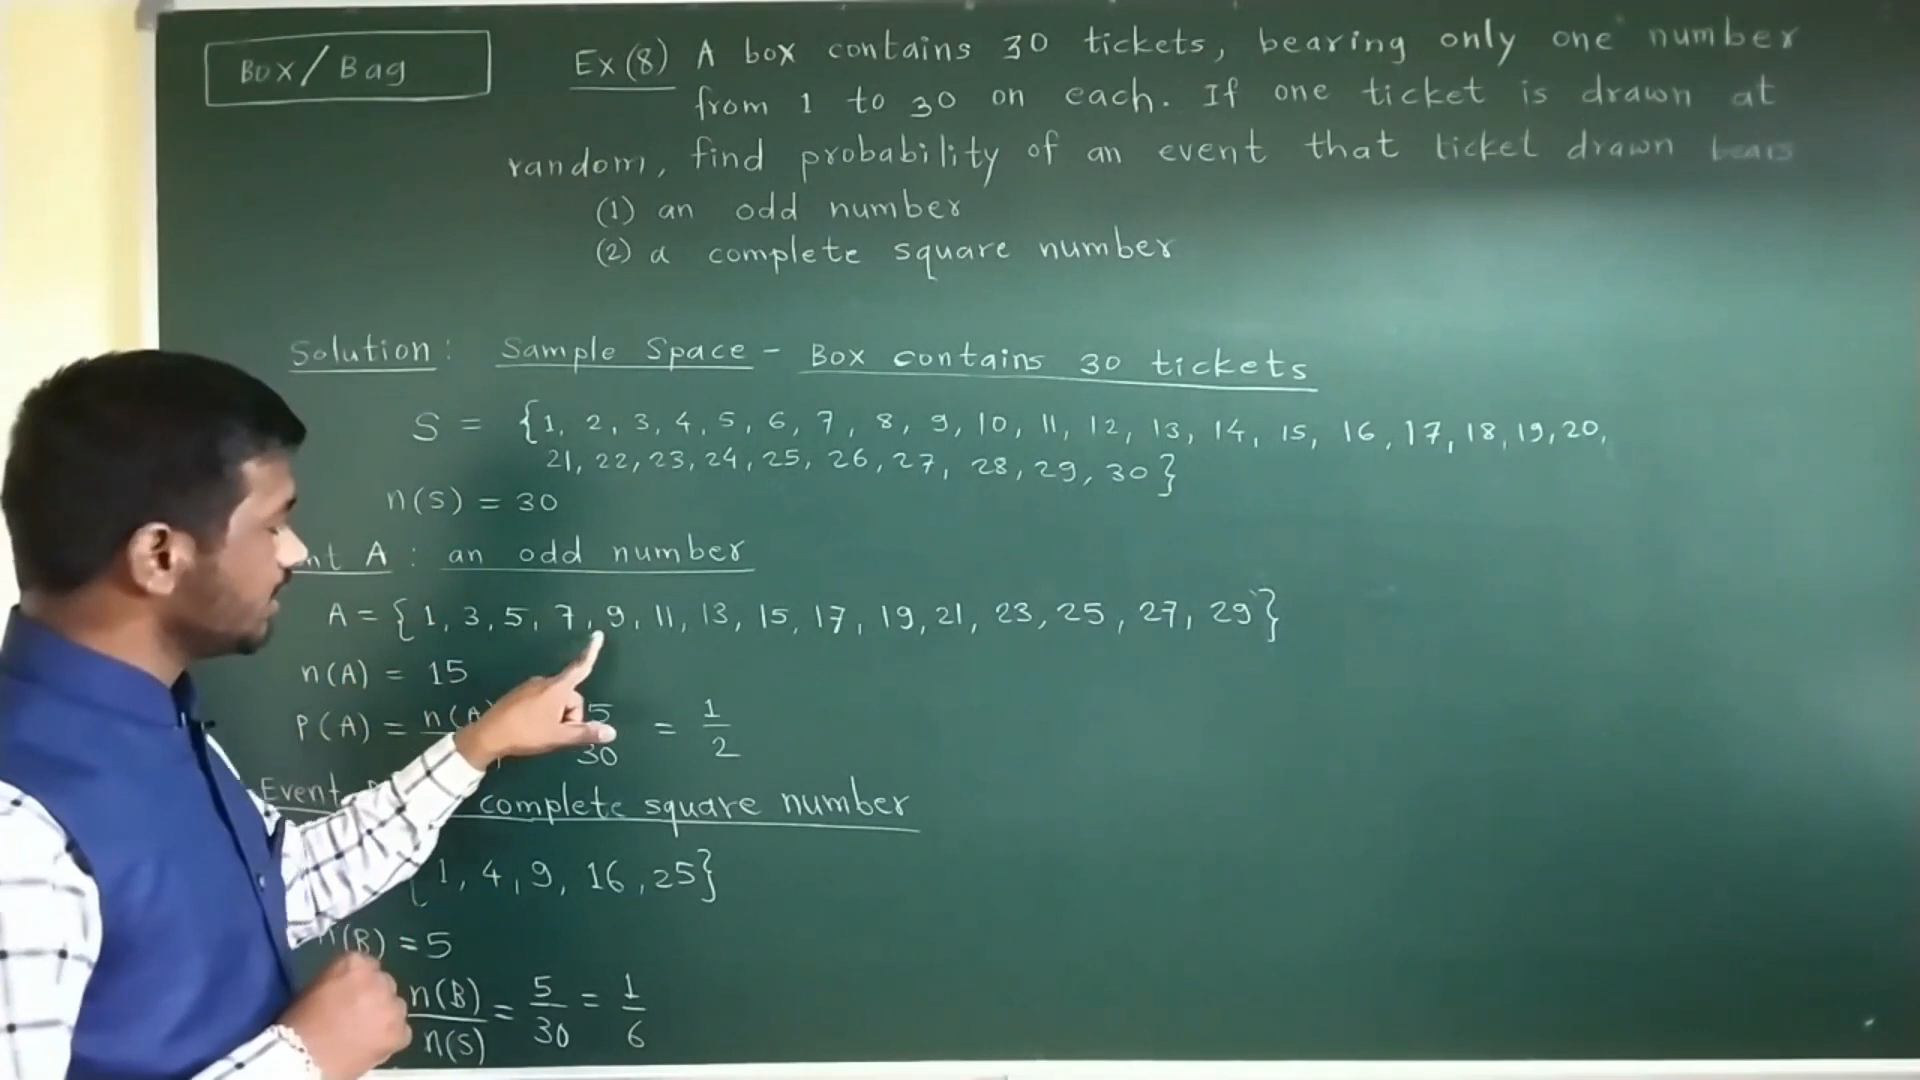 Box/Bag
Ex(8) A box contains 30 tickets, bearing only one number
from 1 to 30 on each. If one ticket is drawn at
random, find probability of an event that ticket drawn bears
(1) an odd number
(2) a complete square number
Solution: Sample Space - Box contains 30 tickets
S = {1, 2, 3, 4, 5, 6, 7, 8, 9, 10, 11, 12, 13, 14, 15, 16, 17, 18, 19, 20,
21, 22, 23, 24, 25, 26, 27, 28, 29, 30}
n(S) = 30
A : an odd number
A = {1, 3, 5, 7, 9, 11, 13, 15, 17, 19, 21, 23, 25, 27, 29}
n(A) = 15
P(A) = n(A) 5/30 = 1/2
Event complete square number
{1, 4, 9, 16, 25}
n(B) = 5
n(B)/n(S) = 5/30 = 1/6